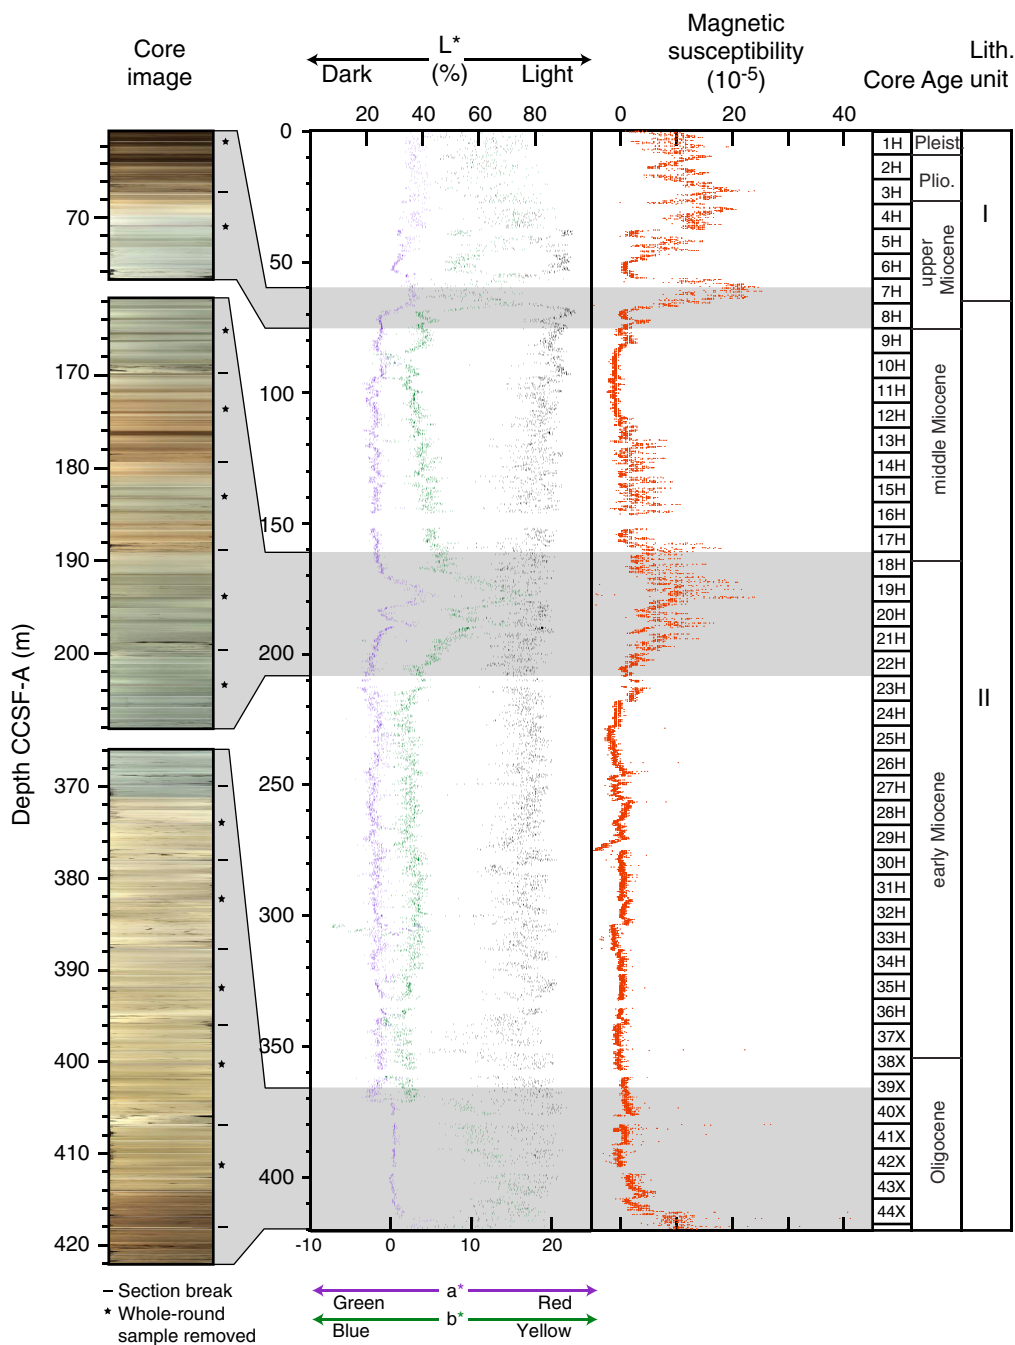 Core
image
L*
(%)
Dark
Light
Magnetic
susceptibility
(10-5)
Core
Age
Lith.
unit
20
40
60
80
0
20
40
Depth CCSF-A (m)
70
170
180
190
200
370
380
390
400
410
420
0
50
100
150
200
250
300
350
400
-10
0
10
20
1H
2H
3H
4H
5H
6H
7H
8H
9H
10H
11H
12H
13H
14H
15H
16H
17H
18H
19H
20H
21H
22H
23H
24H
25H
26H
27H
28H
29H
30H
31H
32H
33H
34H
35H
36H
37X
38X
39X
40X
41X
42X
43X
44X
Pleist.
Plio.
upper
Miocene
middle Miocene
early Miocene
Oligocene
I
II
Section break
Whole-round
sample removed
a*
Green
Red
b*
Blue
Yellow